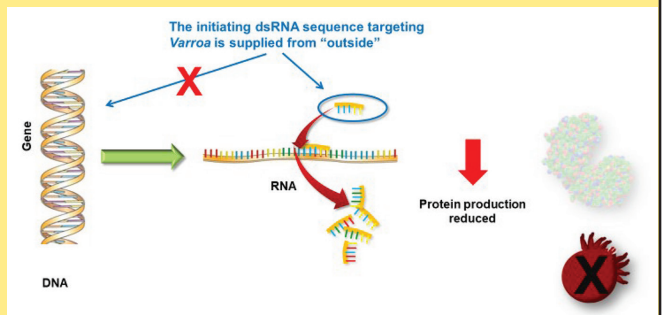 The initiating dsRNA sequence targeting
Varroa is supplied from “outside”
X
Gene
RNA
Protein production
reduced
X
DNA